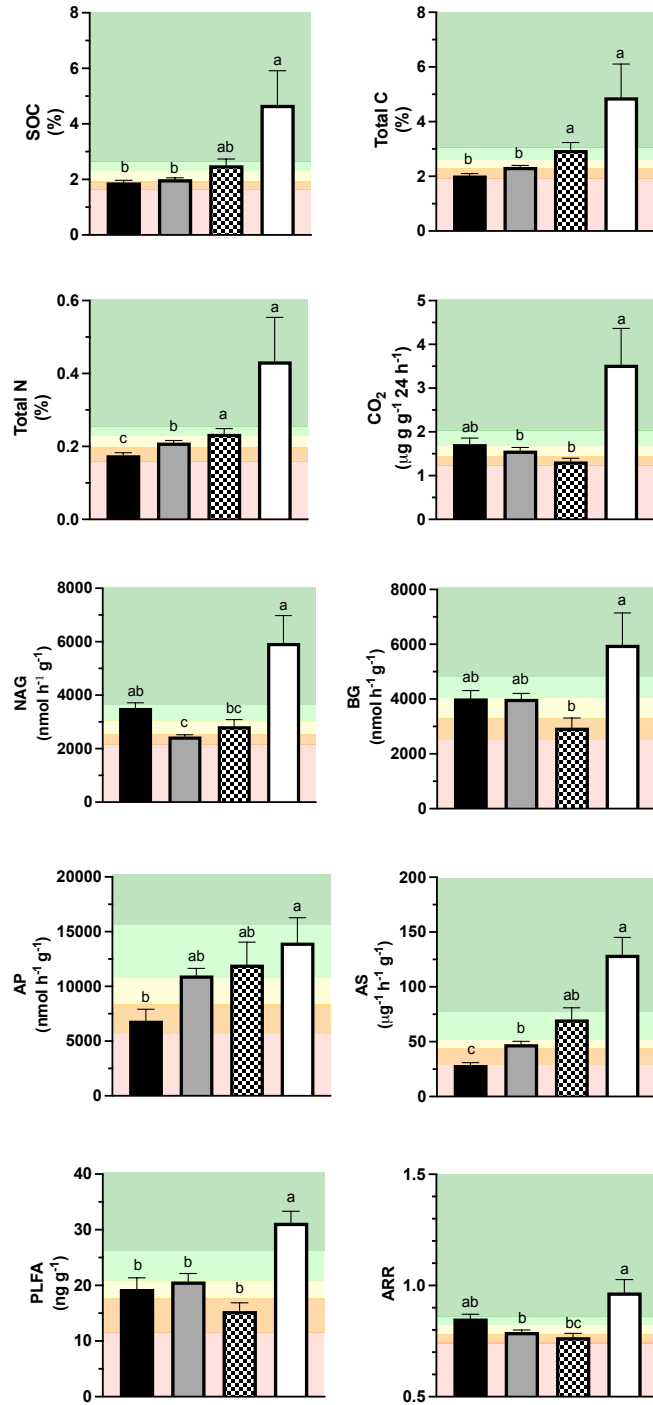 SOC
(%)
8
6
4
2
0
b
b
ab
a
Total C
(%)
8
6
4
2
0
b
b
a
a
Total N
(%)
0.6
0.4
0.2
0.0
c
b
a
a
CO₂
(µg g g⁻¹ 24 h⁻¹)
5
4
3
2
1
0
ab
b
b
a
NAG
(nmol h⁻¹ g⁻¹)
8000
6000
4000
2000
0
ab
c
bc
a
BG
(nmol h⁻¹ g⁻¹)
8000
6000
4000
2000
0
ab
ab
b
a
AP
(nmol h⁻¹ g⁻¹)
20000
15000
10000
5000
0
b
ab
ab
a
AS
(µg⁻¹ h⁻¹ g⁻¹)
200
150
100
50
0
c
b
ab
a
PLFA
(ng g⁻¹)
40
30
20
10
0
b
b
b
a
ARR
1.5
1.0
0.5
ab
b
bc
a